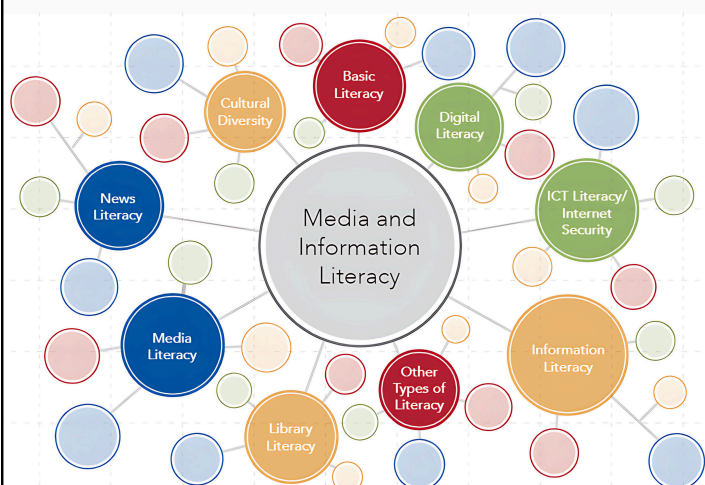 Basic
Literacy
Cultural
Diversity
Digital
Literacy
News
Literacy
ICT Literacy/
Internet
Security
Media and
Information
Literacy
Media
Literacy
Information
Literacy
Other
Types of
Literacy
Library
Literacy